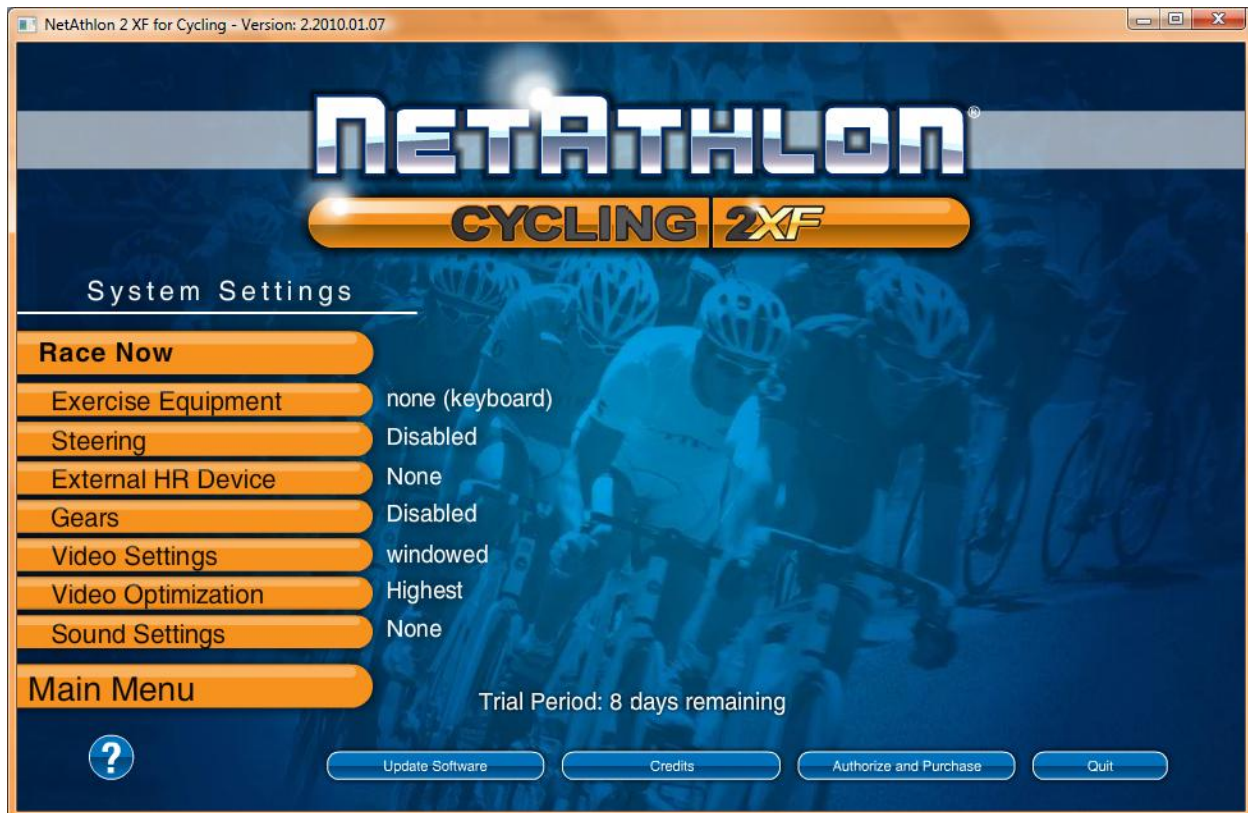 NetAthlon 2 XF for Cycling - Version: 2.2010.01.07
NETATHLON®
CYCLING 2XF
System Settings
Race Now
Exercise Equipment none (keyboard)
Steering Disabled
External HR Device None
Gears Disabled
Video Settings windowed
Video Optimization Highest
Sound Settings None
Main Menu
Trial Period: 8 days remaining
?
Update Software Credits Authorize and Purchase Quit